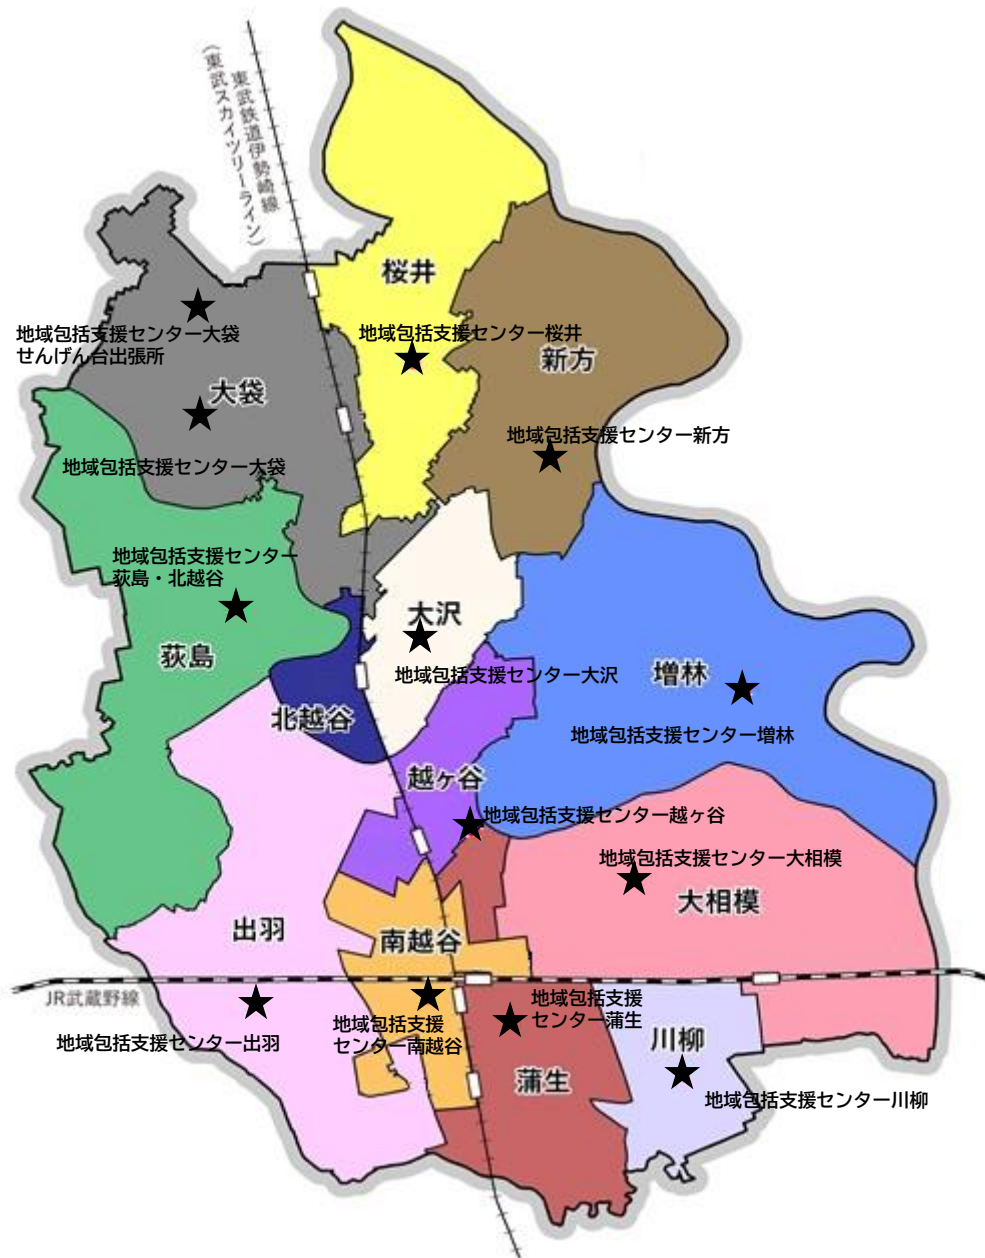 東武鉄道伊勢崎線
（東武スカイツリーライン）
桜井
地域包括支援センター大袋
せんげん台出張所
地域包括支援センター桜井
新方
大袋
地域包括支援センター新方
地域包括支援センター大袋
地域包括支援センター
荻島・北越谷
大沢
荻島
地域包括支援センター大沢
増林
北越谷
地域包括支援センター増林
越ヶ谷
地域包括支援センター越ヶ谷
地域包括支援センター大相模
大相模
出羽
南越谷
JR武蔵野線
地域包括支援
センター蒲生
地域包括支援センター出羽
地域包括支援
センター南越谷
川柳
蒲生
地域包括支援センター川柳